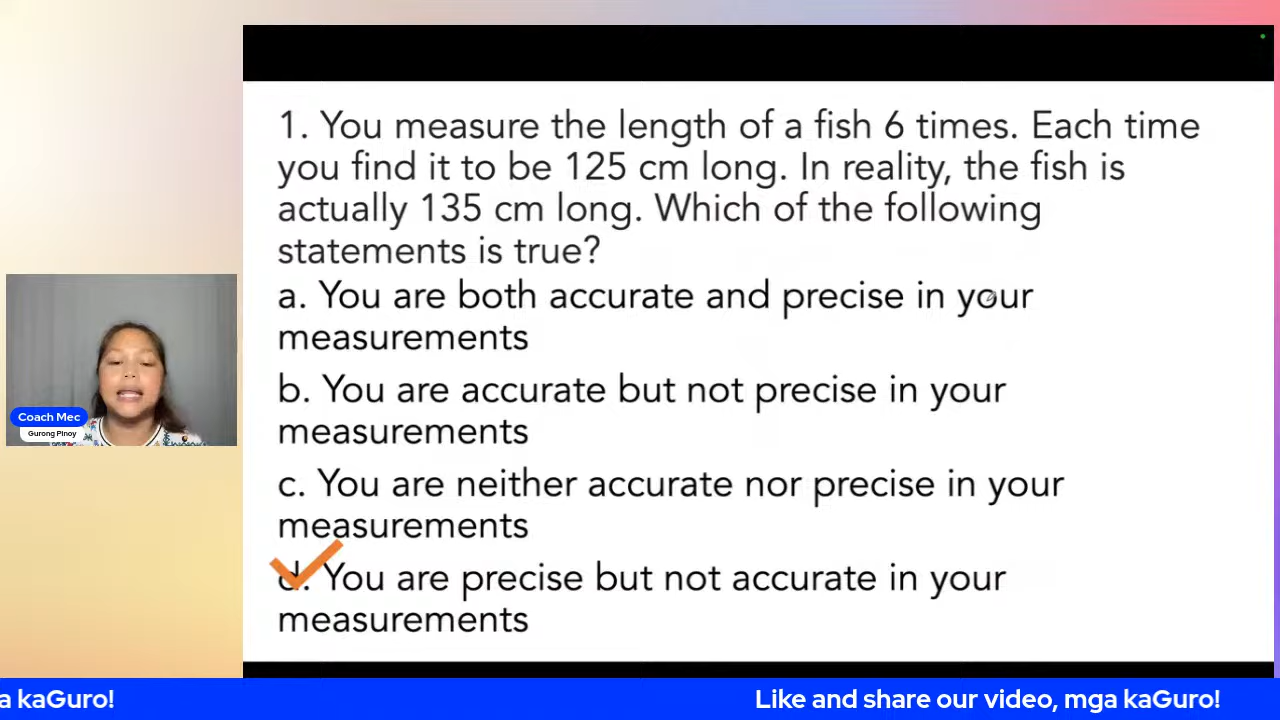 1. You measure the length of a fish 6 times. Each time
you find it to be 125 cm long. In reality, the fish is
actually 135 cm long. Which of the following
statements is true?
a. You are both accurate and precise in your
measurements
b. You are accurate but not precise in your
measurements
c. You are neither accurate nor precise in your
measurements
d. You are precise but not accurate in your
measurements
Coach Mec
Gurong Pinoy
a kaGuro!
Like and share our video, mga kaGuro!